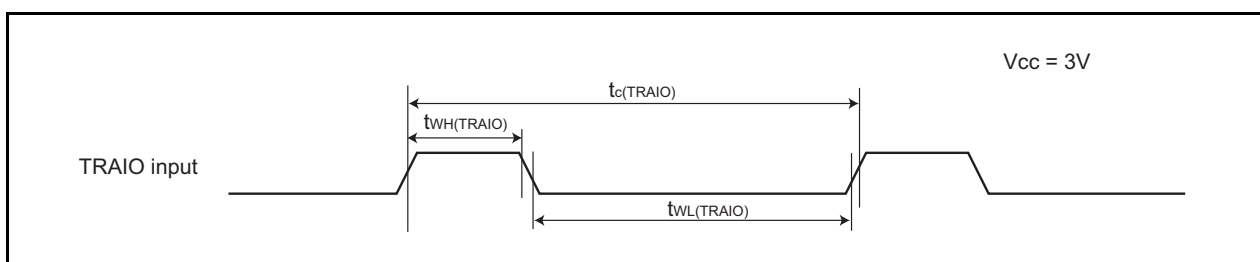 Vcc = 3V
tc(TRAIO)
tWH(TRAIO)
TRAIO input
tWL(TRAIO)